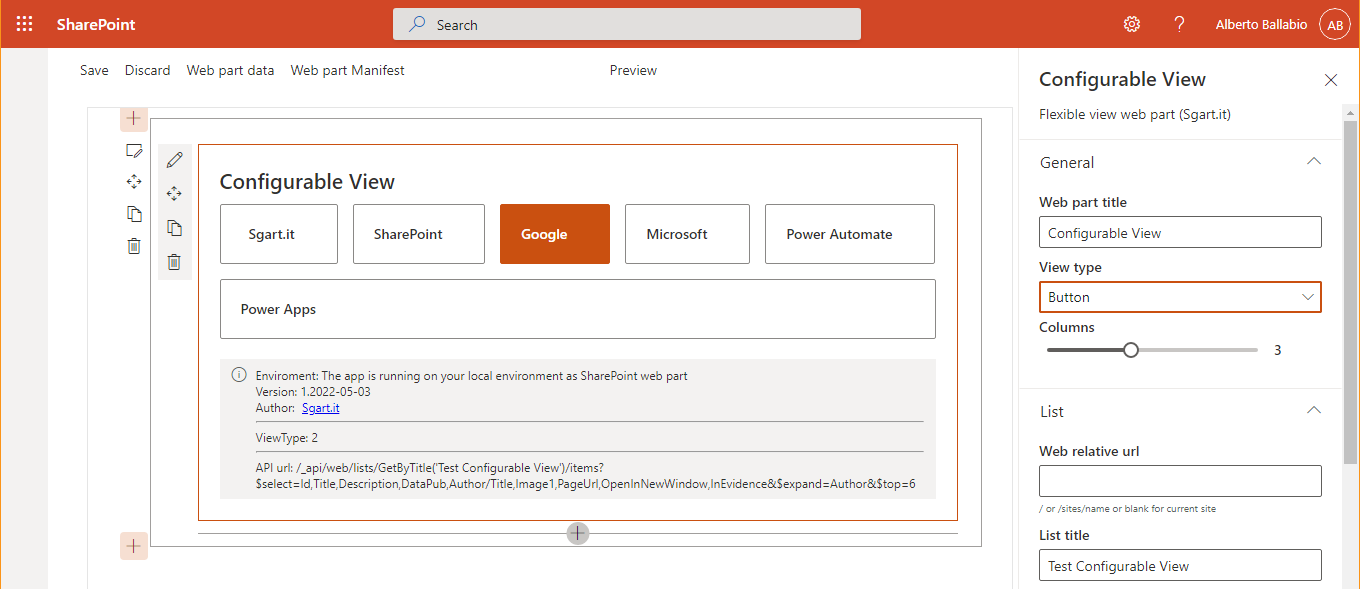 SharePoint
Search
?
Alberto Ballabio
AB
Save
Discard
Web part data
Web part Manifest
Preview
Configurable View
Sgart.it
SharePoint
Google
Microsoft
Power Automate
Power Apps
Enviroment: The app is running on your local environment as SharePoint web part
Version: 1.2022-05-03
Author: Sgart.it
ViewType: 2
API url: /_api/web/lists/GetByTitle('Test Configurable View')/items?
$select=Id,Title,Description,DataPub,Author/Title,Image1,PageUrl,OpenInNewWindow,InEvidence&$expand=Author&$top=6
Configurable View
Flexible view web part (Sgart.it)
General
Web part title
Configurable View
View type
Button
Columns
3
List
Web relative url
/ or /sites/name or blank for current site
List title
Test Configurable View